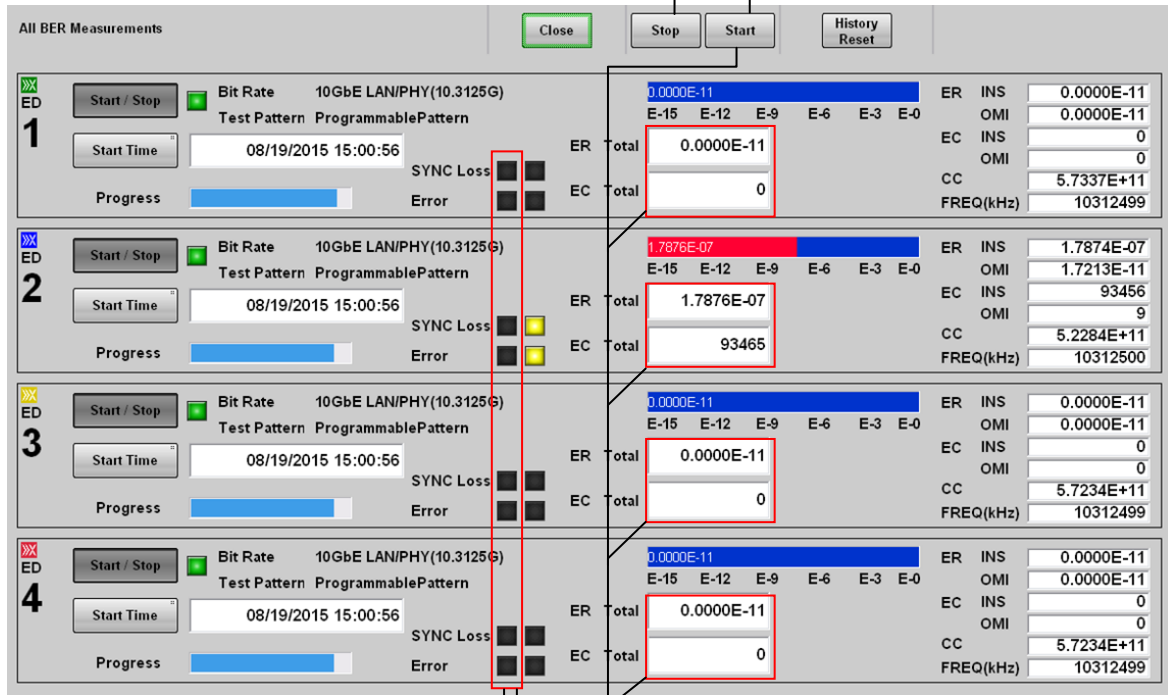 All BER Measurements
Close
Stop
Start
History
Reset
ED
1
Start / Stop
Bit Rate 10GbE LAN/PHY(10.3125G)
Test Pattern ProgrammablePattern
Start Time
08/19/2015 15:00:56
SYNC Loss
Progress
Error
0.0000E-11
E-15 E-12 E-9 E-6 E-3 E-0
ER Total 0.0000E-11
EC Total 0
ER INS 0.0000E-11
OMI 0.0000E-11
EC INS 0
OMI 0
CC 5.7337E+11
FREQ(kHz) 10312499
ED
2
Start / Stop
Bit Rate 10GbE LAN/PHY(10.3125G)
Test Pattern ProgrammablePattern
Start Time
08/19/2015 15:00:56
SYNC Loss
Progress
Error
1.7876E-07
E-15 E-12 E-9 E-6 E-3 E-0
ER Total 1.7876E-07
EC Total 93465
ER INS 1.7874E-07
OMI 1.7213E-11
EC INS 93456
OMI 9
CC 5.2284E+11
FREQ(kHz) 10312500
ED
3
Start / Stop
Bit Rate 10GbE LAN/PHY(10.3125G)
Test Pattern ProgrammablePattern
Start Time
08/19/2015 15:00:56
SYNC Loss
Progress
Error
0.0000E-11
E-15 E-12 E-9 E-6 E-3 E-0
ER Total 0.0000E-11
EC Total 0
ER INS 0.0000E-11
OMI 0.0000E-11
EC INS 0
OMI 0
CC 5.7234E+11
FREQ(kHz) 10312499
ED
4
Start / Stop
Bit Rate 10GbE LAN/PHY(10.3125G)
Test Pattern ProgrammablePattern
Start Time
08/19/2015 15:00:56
SYNC Loss
Progress
Error
0.0000E-11
E-15 E-12 E-9 E-6 E-3 E-0
ER Total 0.0000E-11
EC Total 0
ER INS 0.0000E-11
OMI 0.0000E-11
EC INS 0
OMI 0
CC 5.7234E+11
FREQ(kHz) 10312499